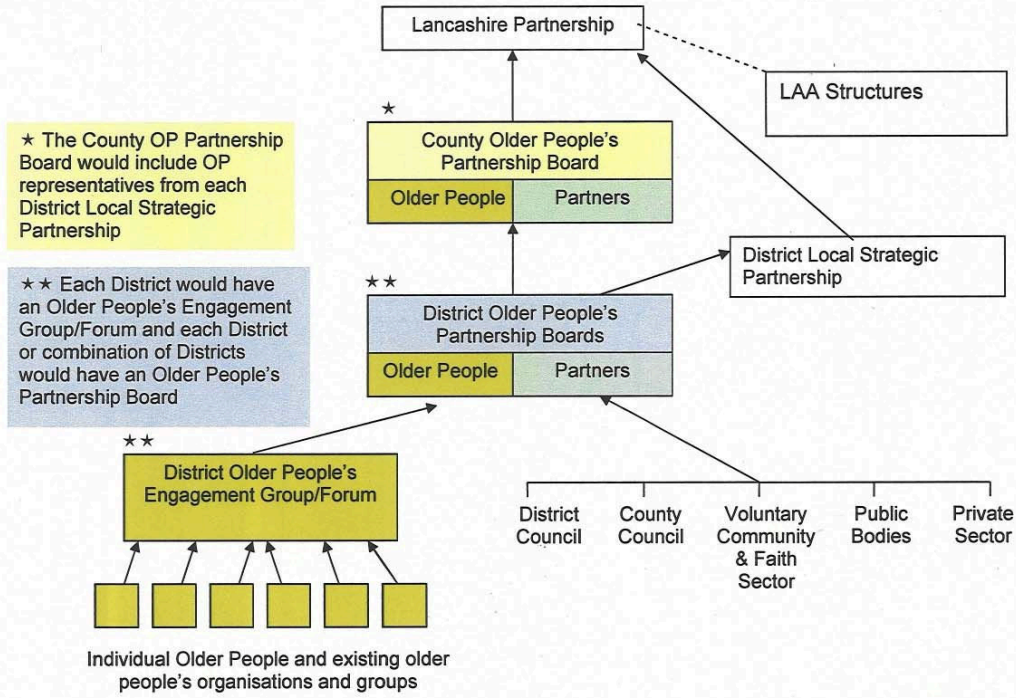 Lancashire Partnership
LAA Structures
★
County Older People's
Partnership Board
Older People
Partners
★ The County OP Partnership
Board would include OP
representatives from each
District Local Strategic
Partnership
District Local Strategic
Partnership
★★ Each District would have
an Older People's Engagement
Group/Forum and each District
or combination of Districts
would have an Older People's
Partnership Board
★★
District Older People's
Partnership Boards
Older People
Partners
★★
District Older People's
Engagement Group/Forum
District
Council
County
Council
Voluntary
Community
& Faith
Sector
Public
Bodies
Private
Sector
Individual Older People and existing older
people's organisations and groups